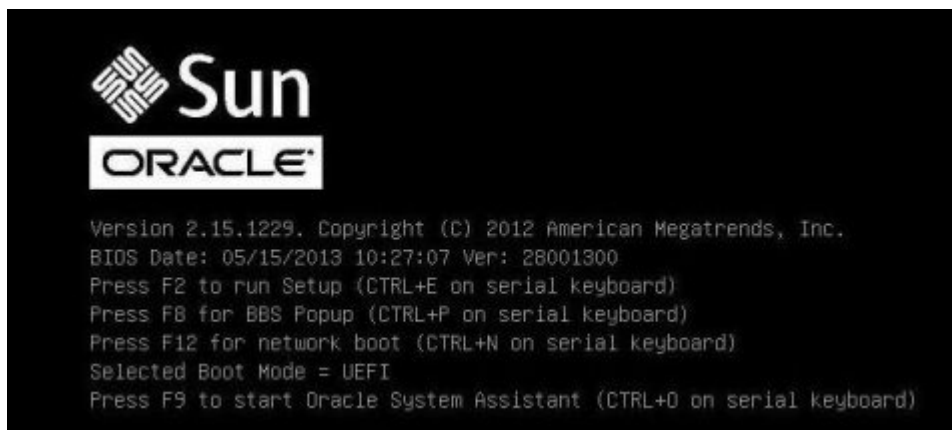 Sun
ORACLE
Version 2.15.1229. Copyright (C) 2012 American Megatrends, Inc.
BIOS Date: 05/15/2013 10:27:07 Ver: 28001300
Press F2 to run Setup (CTRL+E on serial keyboard)
Press F8 for BBS Popup (CTRL+P on serial keyboard)
Press F12 for network boot (CTRL+N on serial keyboard)
Selected Boot Mode = UEFI
Press F9 to start Oracle System Assistant (CTRL+O on serial keyboard)